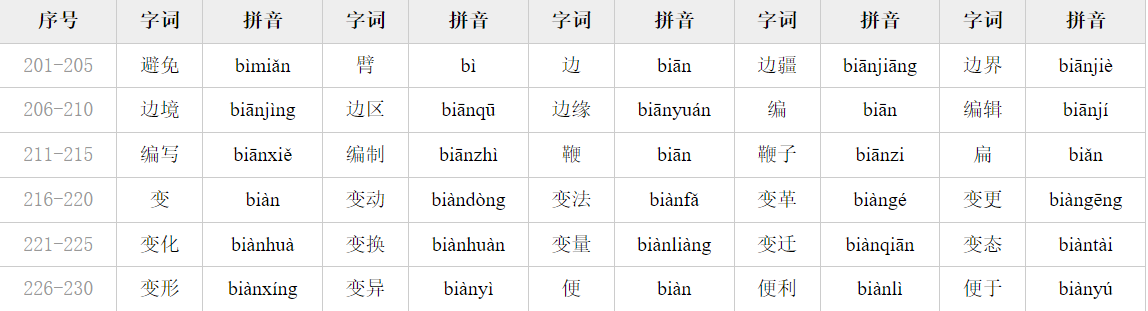 序号 字词 拼音 字词 拼音 字词 拼音 字词 拼音 字词 拼音
201-205 避免 bìmiǎn 臂 bì 边 biān 边疆 biānjiāng 边界 biānjiè
206-210 边境 biānjìng 边区 biānqū 边缘 biānyuán 编 biān 编辑 biānjí
211-215 编写 biānxiě 编制 biānzhì 鞭 biān 鞭子 biānzi 扁 biǎn
216-220 变 biàn 变动 biàndòng 变法 biànfǎ 变革 biàngé 变更 biàngēng
221-225 变化 biànhuà 变换 biànhuàn 变量 biànliàng 变迁 biànqiān 变态 biàntài
226-230 变形 biànxíng 变异 biànyì 便 biàn 便利 biànlì 便于 biànyú